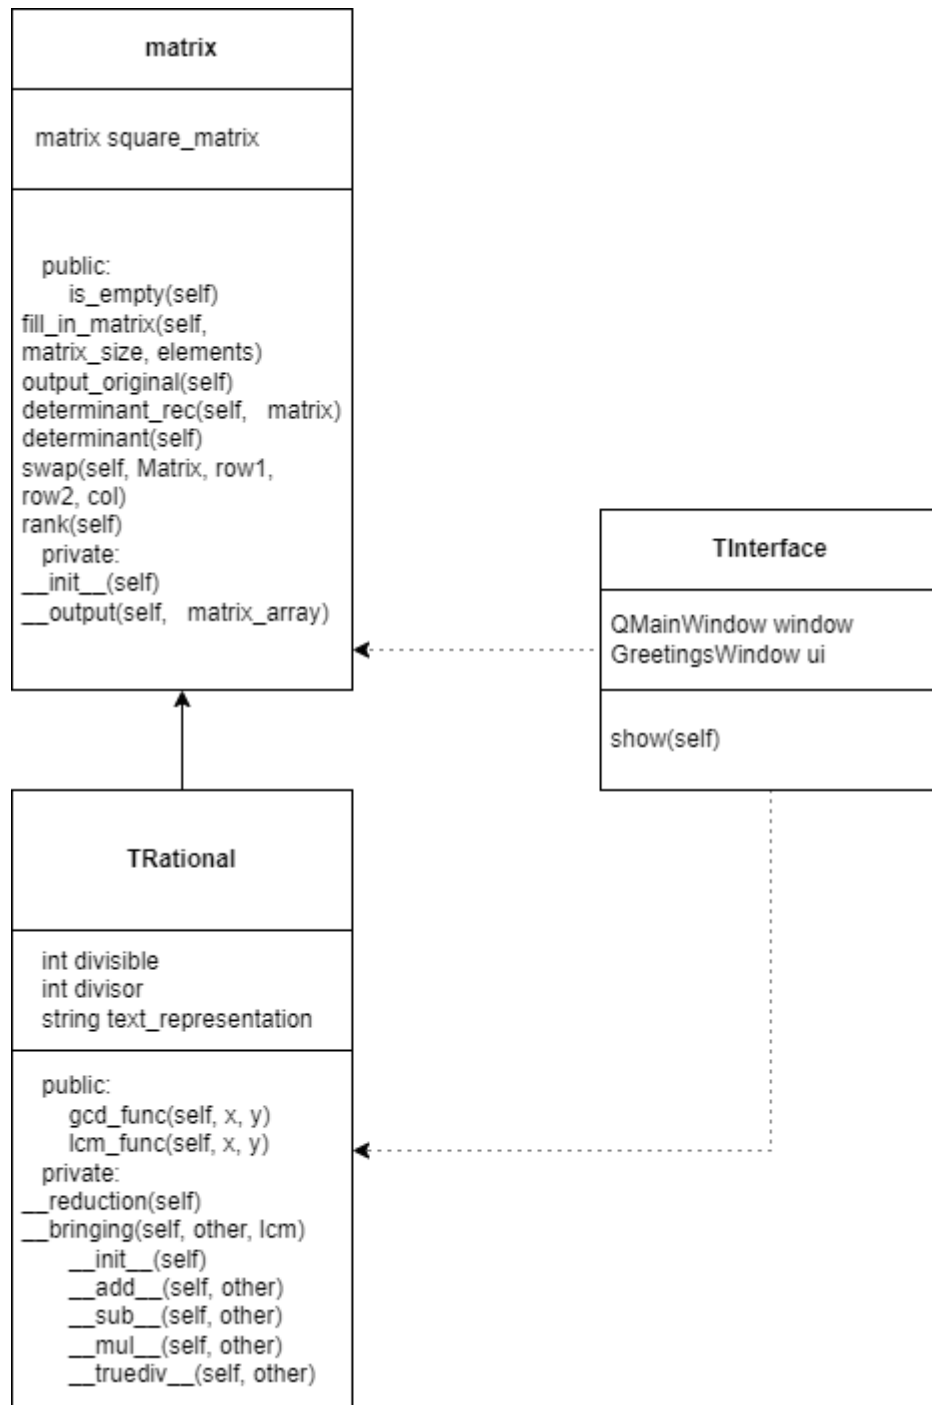 matrix
matrix square_matrix
public:
is_empty(self)
fill_in_matrix(self,
matrix_size, elements)
output_original(self)
determinant_rec(self, matrix)
determinant(self)
swap(self, Matrix, row1,
row2, col)
rank(self)
private:
__init__(self)
__output(self, matrix_array)
TInterface
QMainWindow window
GreetingsWindow ui
show(self)
TRational
int divisible
int divisor
string text_representation
public:
gcd_func(self, x, y)
lcm_func(self, x, y)
private:
__reduction(self)
__bringing(self, other, lcm)
__init__(self)
__add__(self, other)
__sub__(self, other)
__mul__(self, other)
__truediv__(self, other)